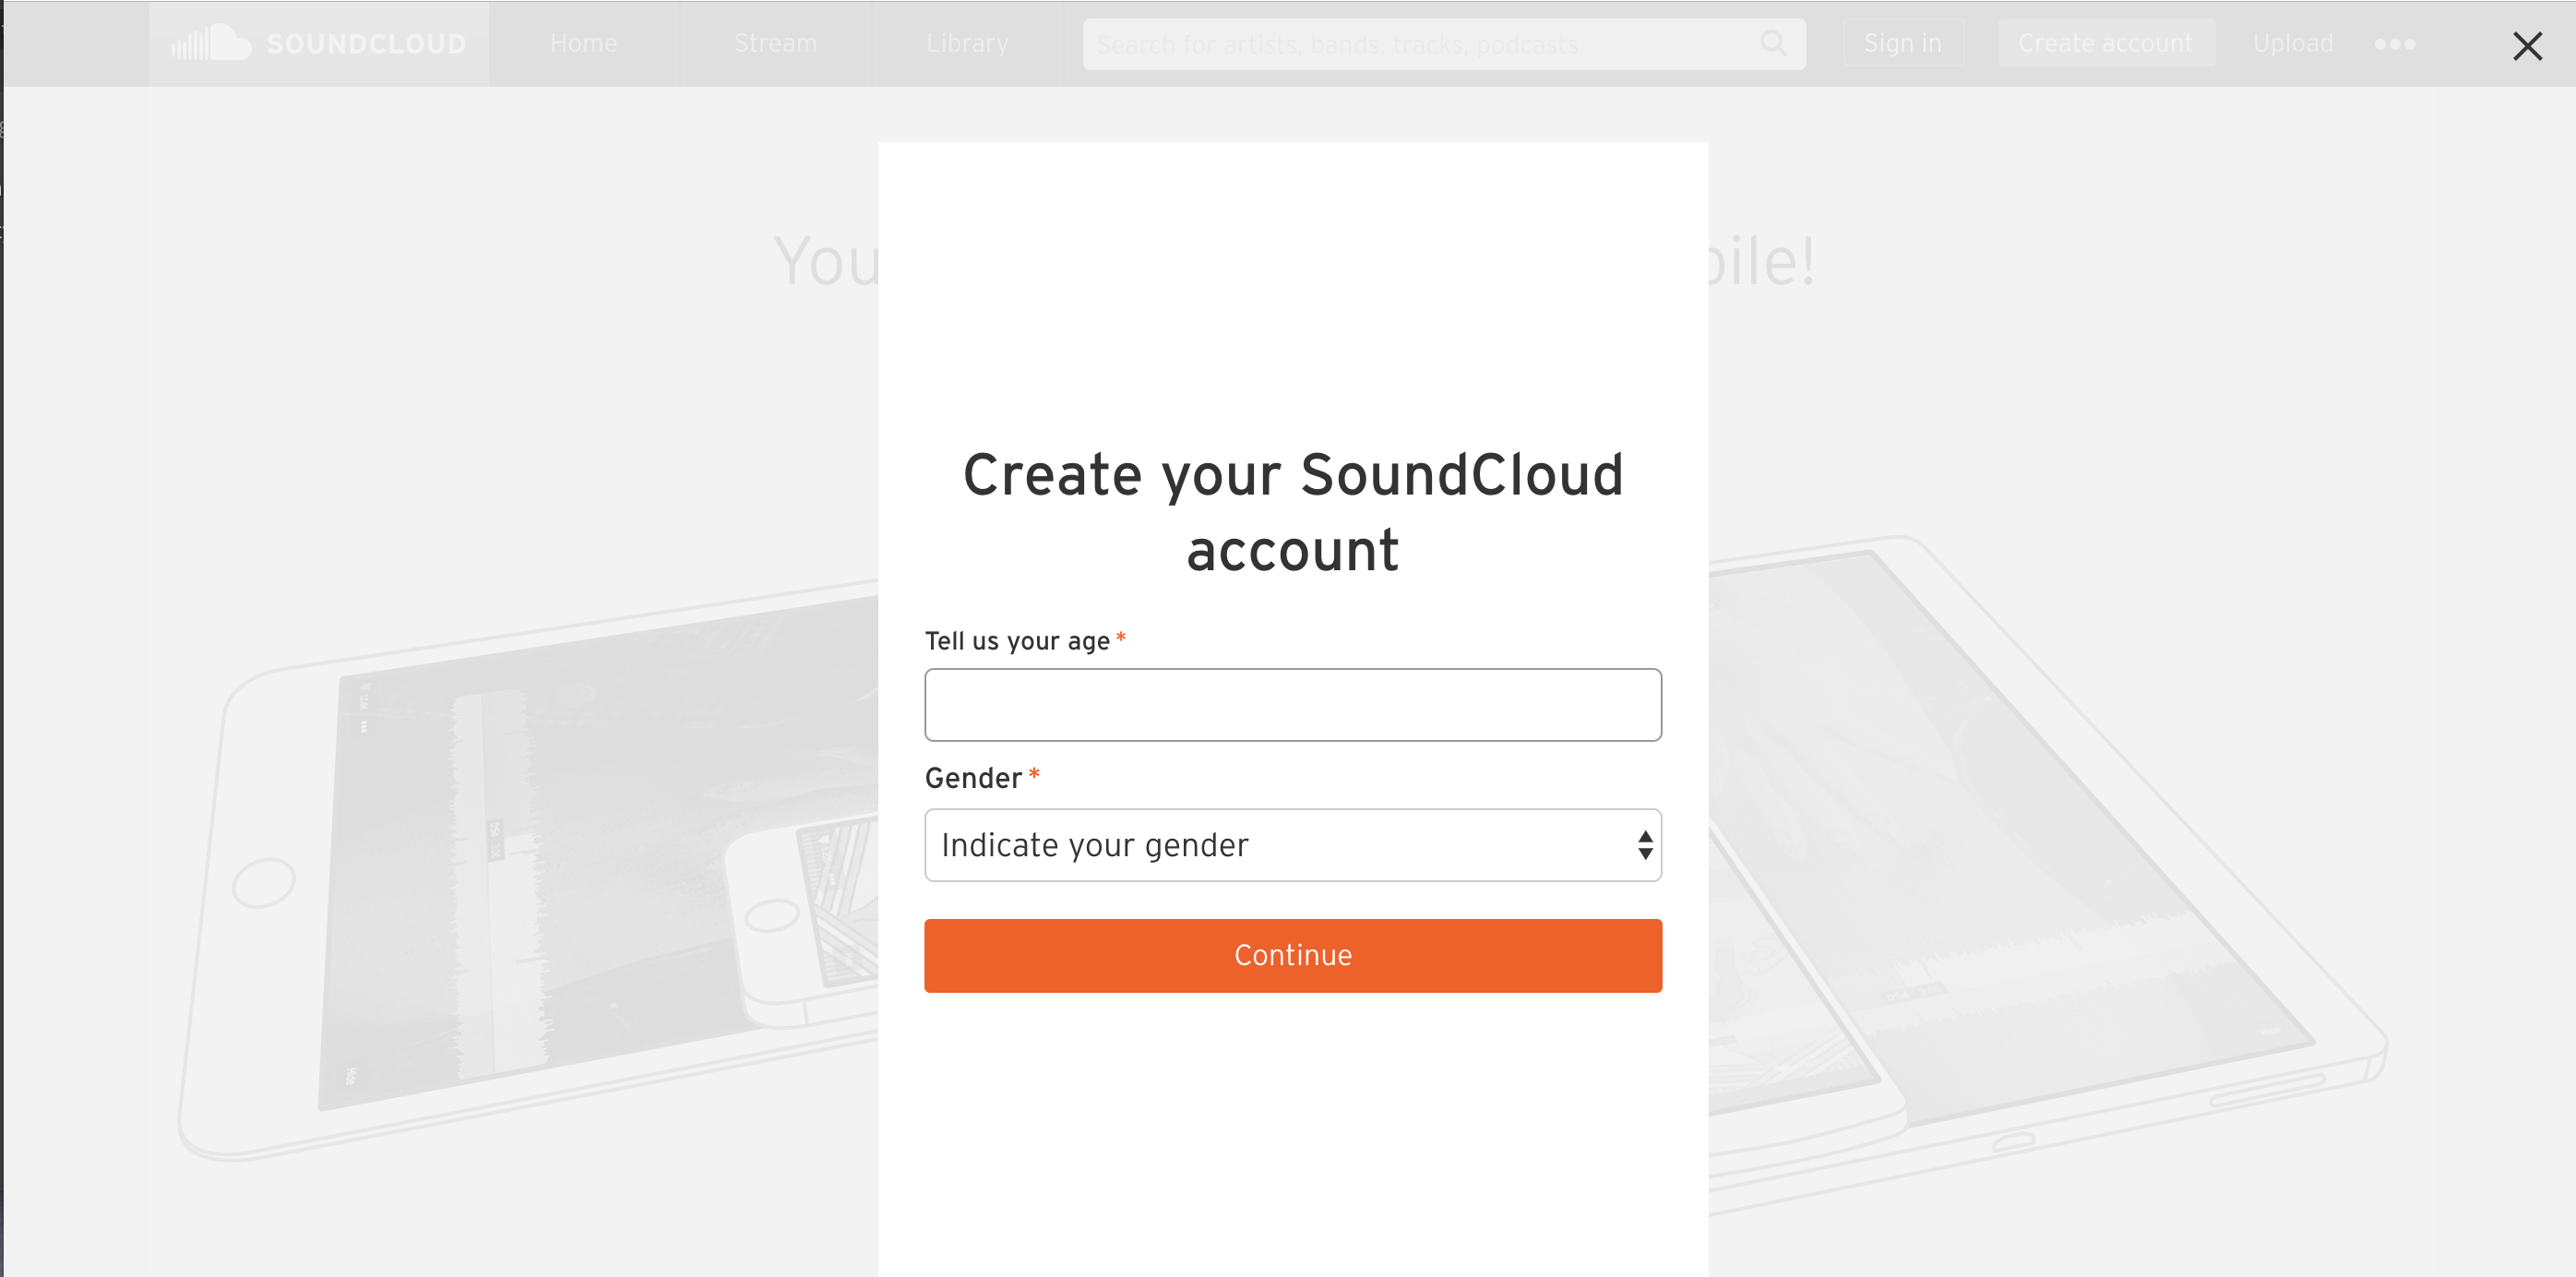 SOUNDCLOUD
Home
Stream
Library
Search for artists, bands, tracks, podcasts
Sign in
Create account
Upload
You
bile!
Create your SoundCloud
account
Tell us your age *
Gender *
Indicate your gender
Continue